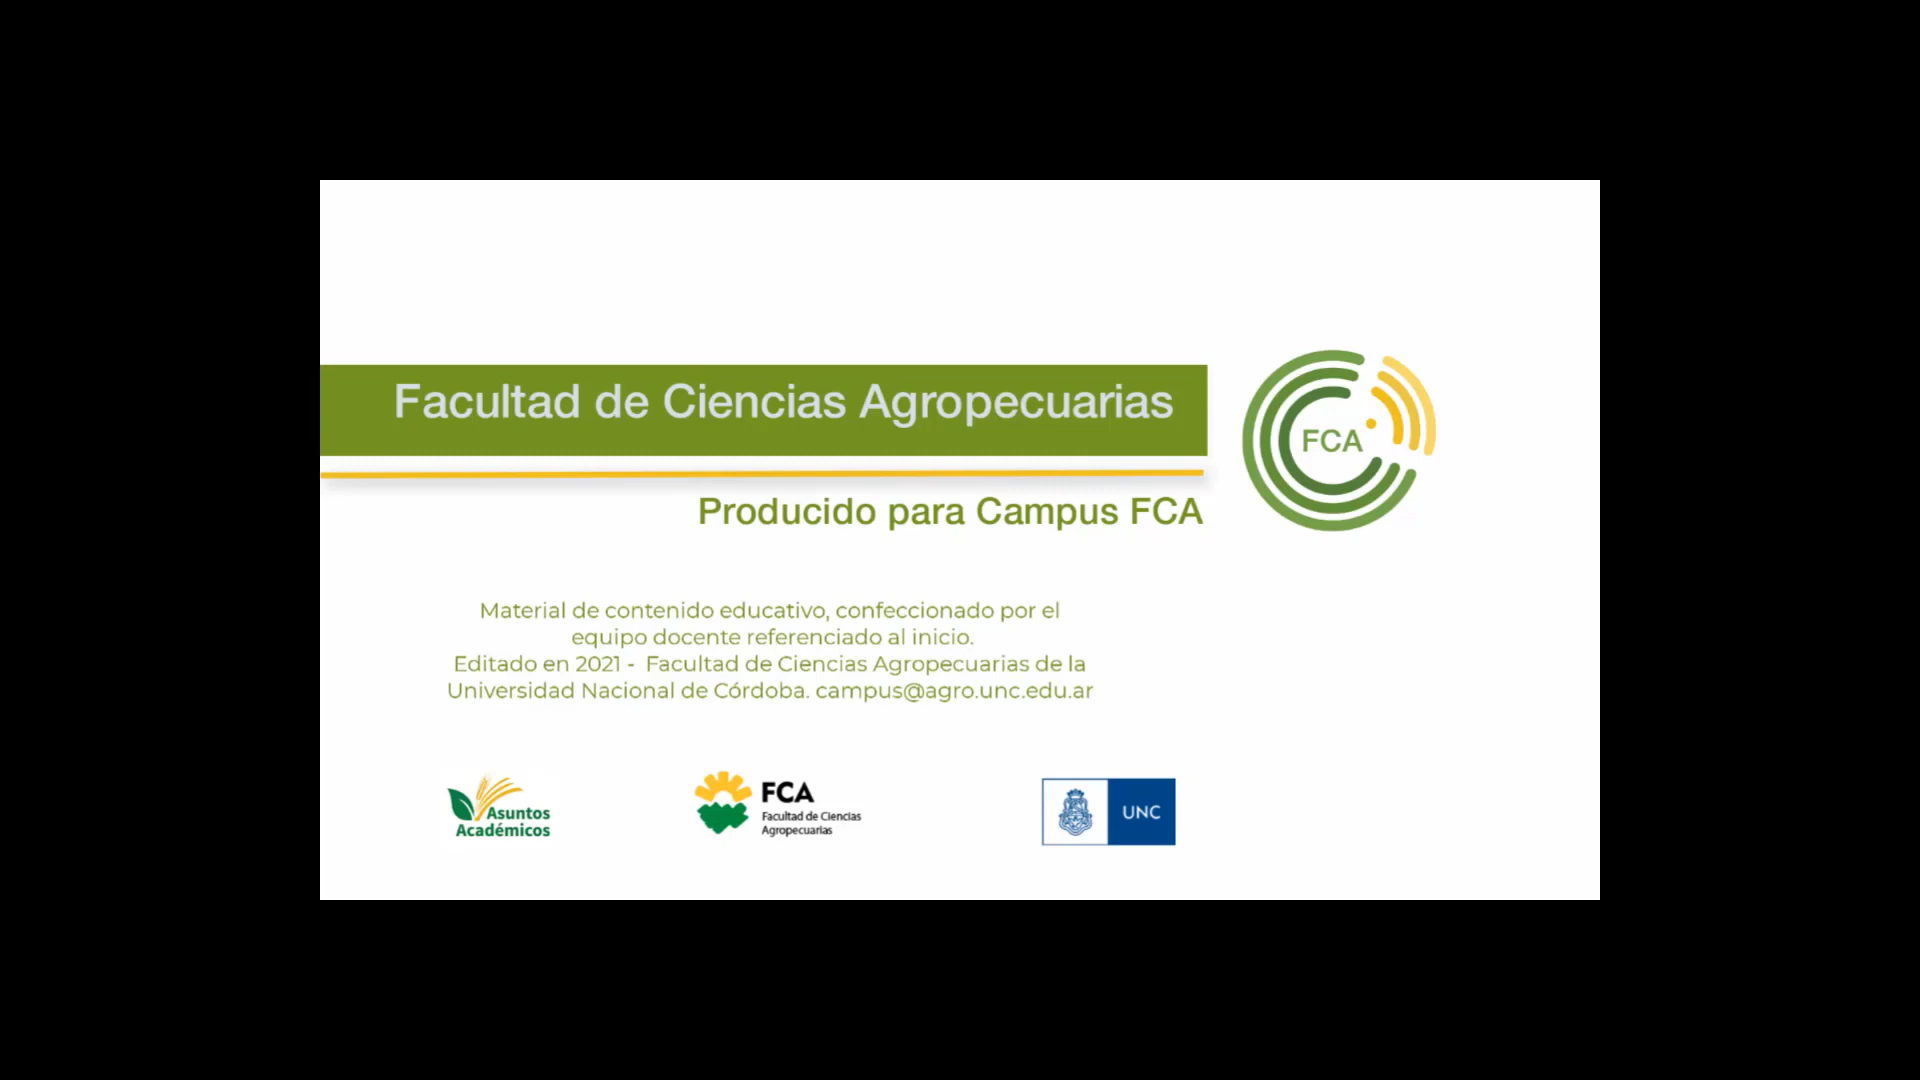 Facultad de Ciencias Agropecuarias
FCA
Producido para Campus FCA
Material de contenido educativo, confeccionado por el
equipo docente referenciado al inicio.
Editado en 2021 - Facultad de Ciencias Agropecuarias de la
Universidad Nacional de Córdoba. campus@agro.unc.edu.ar
Asuntos
Académicos
FCA
Facultad de Ciencias
Agropecuarias
UNC